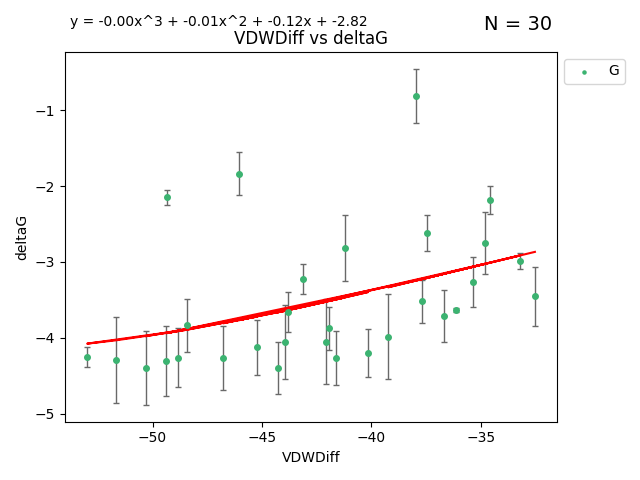 y = -0.00x^3 + -0.01x^2 + -0.12x + -2.82
N = 30
VDWDiff vs deltaG
G
−1
−2
−3
−4
−5
deltaG
−50
−45
−40
−35
VDWDiff